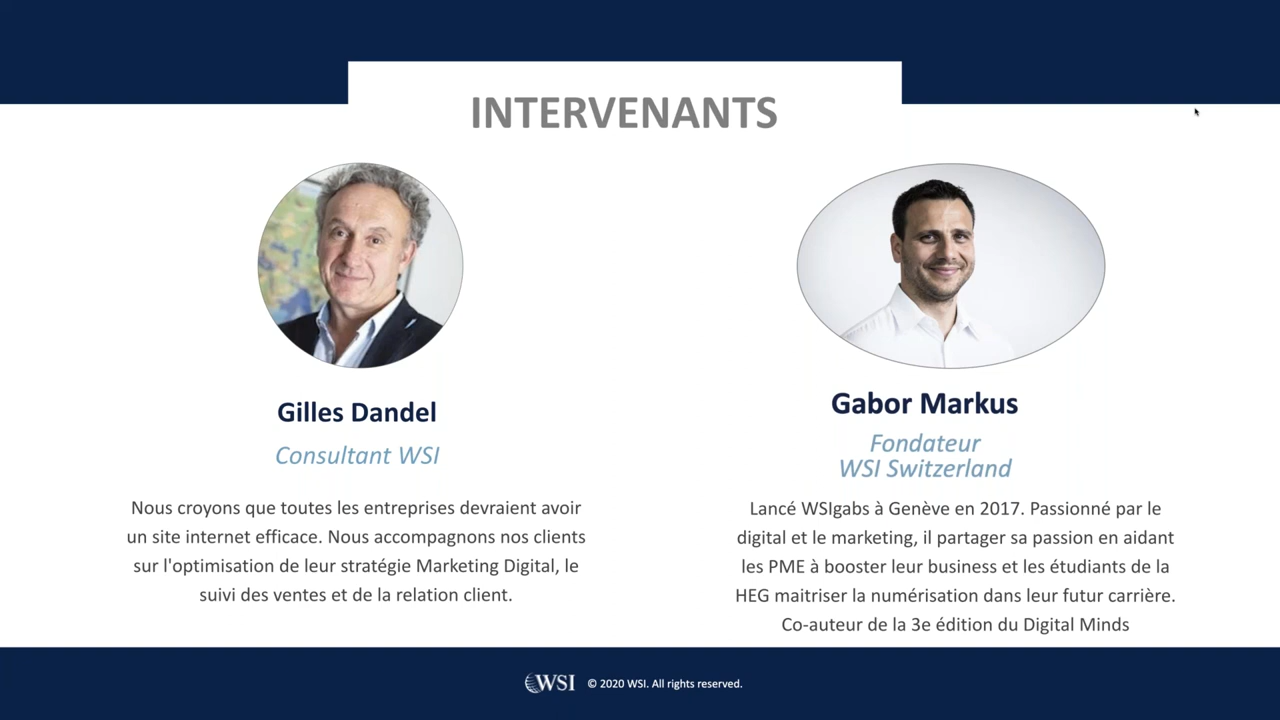 INTERVENANTS
Gilles Dandel
Consultant WSI
Nous croyons que toutes les entreprises devraient avoir
un site internet efficace. Nous accompagnons nos clients
sur l'optimisation de leur stratégie Marketing Digital, le
suivi des ventes et de la relation client.
Gabor Markus
Fondateur
WSI Switzerland
Lancé WSIgabs à Genève en 2017. Passionné par le
digital et le marketing, il partager sa passion en aidant
les PME à booster leur business et les étudiants de la
HEG maitriser la numérisation dans leur futur carrière.
Co-auteur de la 3e édition du Digital Minds
WSI © 2020 WSI. All rights reserved.